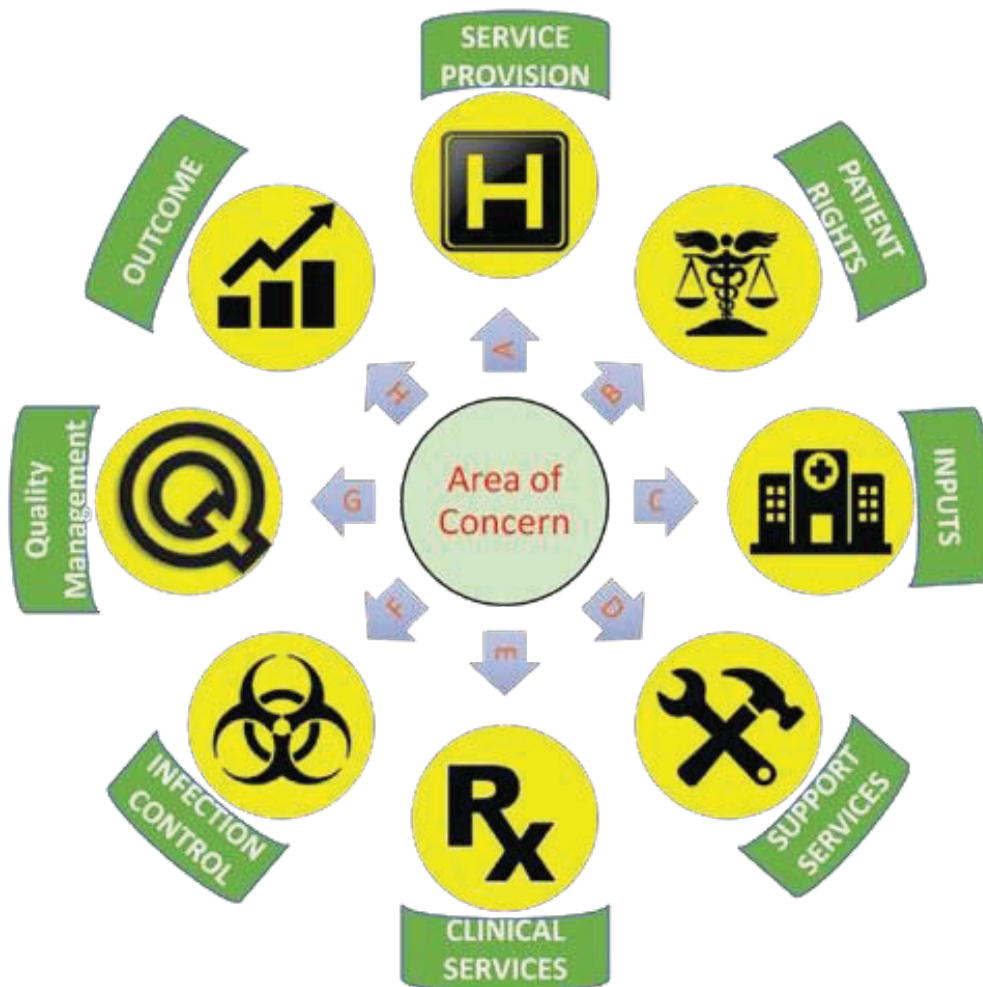 SERVICE
PROVISION
H
A
PATIENT
RIGHTS
B
INPUTS
C
SUPPORT
SERVICES
D
CLINICAL
SERVICES
Rx
E
INFECTION
CONTROL
F
Quality
Management
Q
G
OUTCOME
H
Area of
Concern